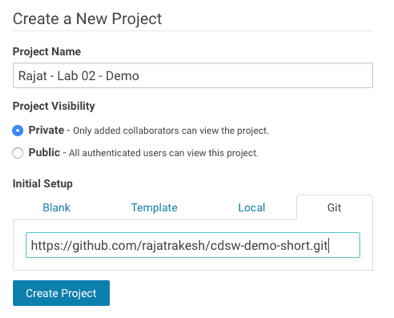 Create a New Project
Project Name
Rajat - Lab 02 - Demo
Project Visibility
Private - Only added collaborators can view the project.
Public - All authenticated users can view this project.
Initial Setup
Blank Template Local Git
https://github.com/rajatrakesh/cdsw-demo-short.git
Create Project